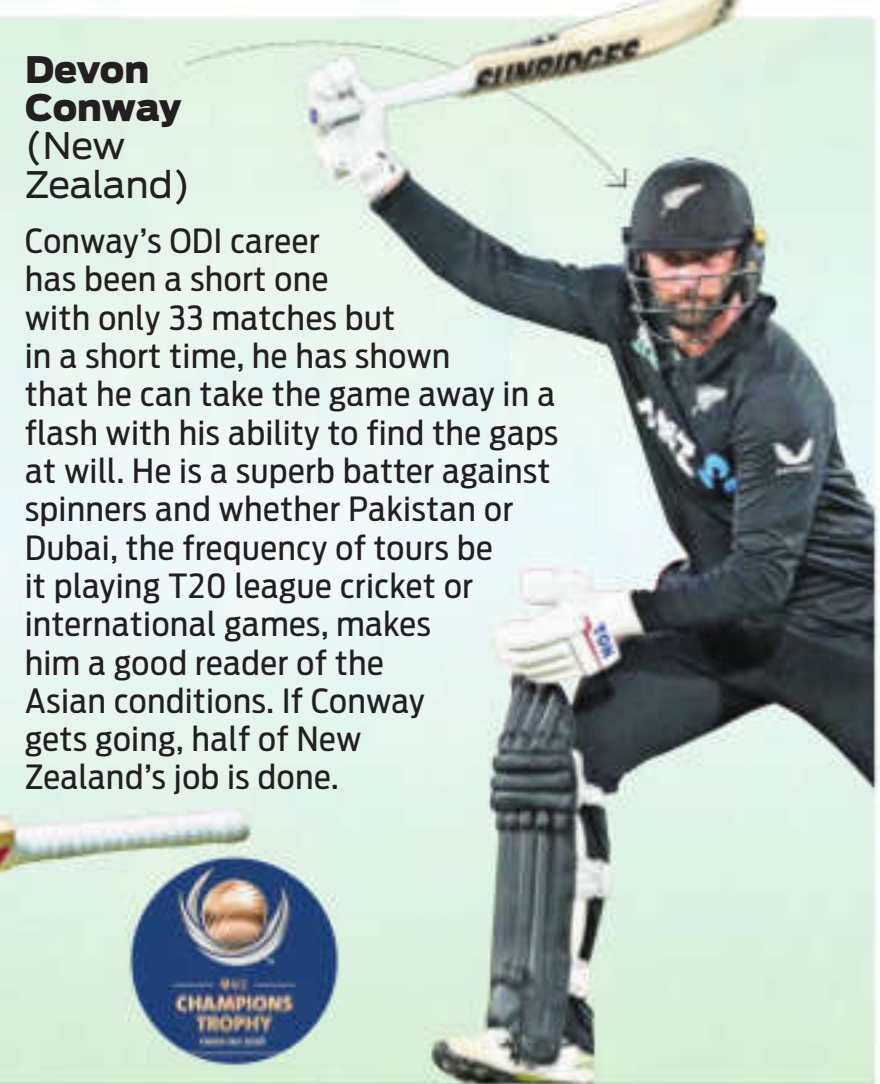 SUNRIDGES
Devon
Conway
(New
Zealand)
Conway's ODI career
has been a short one
with only 33 matches but
in a short time, he has shown
that he can take the game away in a
flash with his ability to find the gaps
at will. He is a superb batter against
spinners and whether Pakistan or
Dubai, the frequency of tours be
it playing T20 league cricket or
international games, makes
him a good reader of the
Asian conditions. If Conway
gets going, half of New
Zealand's job is done.
TON
CHAMPIONS
TROPHY